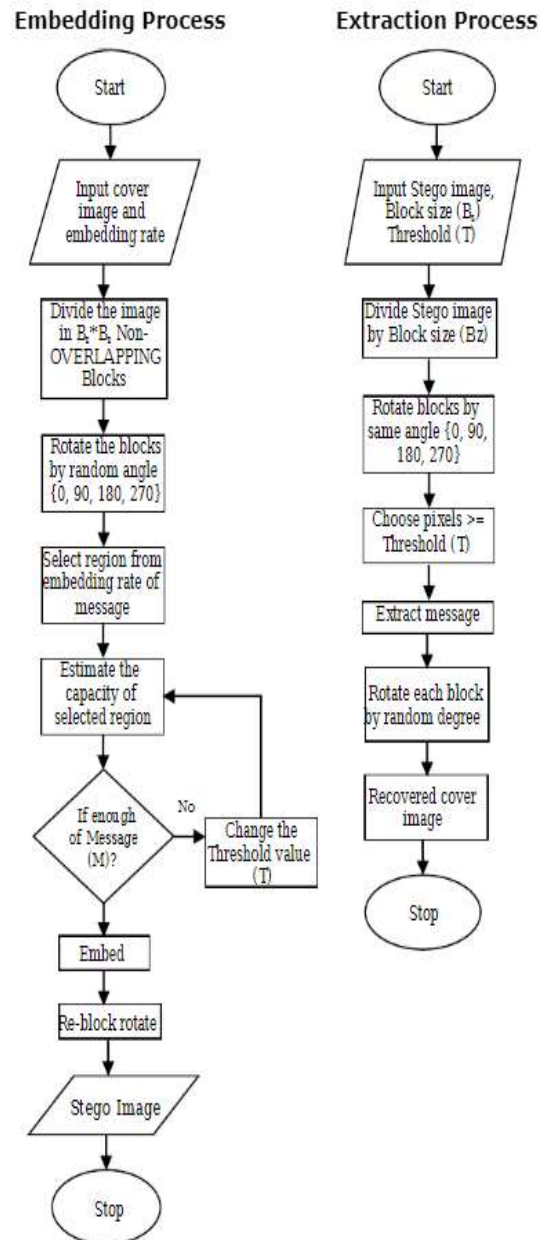 Embedding Process
Start
Input cover
image and
embedding rate
Divide the image
in Bz*Bz Non-
OVERLAPPING
Blocks
Rotate the blocks
by random angle
{0, 90, 180, 270}
Select region from
embedding rate of
message
Estimate the
capacity of
selected region
If enough
of Message
(M)?
No
Change the
Threshold value
(T)
Embed
Re-block rotate
Stego Image
Stop
Extraction Process
Start
Input Stego image,
Block size (Bz)
Threshold (T)
Divide Stego image
by Block size (Bz)
Rotate blocks by
same angle {0, 90,
180, 270}
Choose pixels >=
Threshold (T)
Extract message
Rotate each block
by random degree
Recovered cover
image
Stop